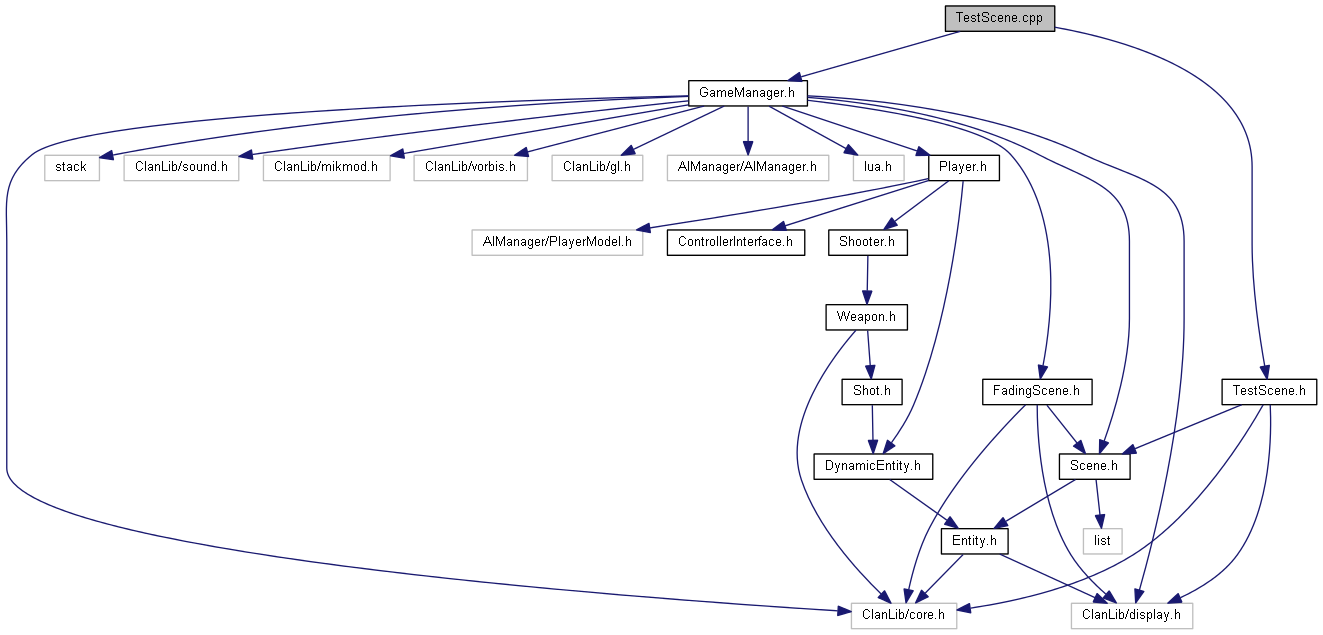 TestScene.cpp
GameManager.h
stack
ClanLib/sound.h
ClanLib/mikmod.h
ClanLib/vorbis.h
ClanLib/gl.h
AIManager/AIManager.h
lua.h
Player.h
AIManager/PlayerModel.h
ControllerInterface.h
Shooter.h
Weapon.h
Shot.h
FadingScene.h
TestScene.h
DynamicEntity.h
Scene.h
Entity.h
list
ClanLib/core.h
ClanLib/display.h